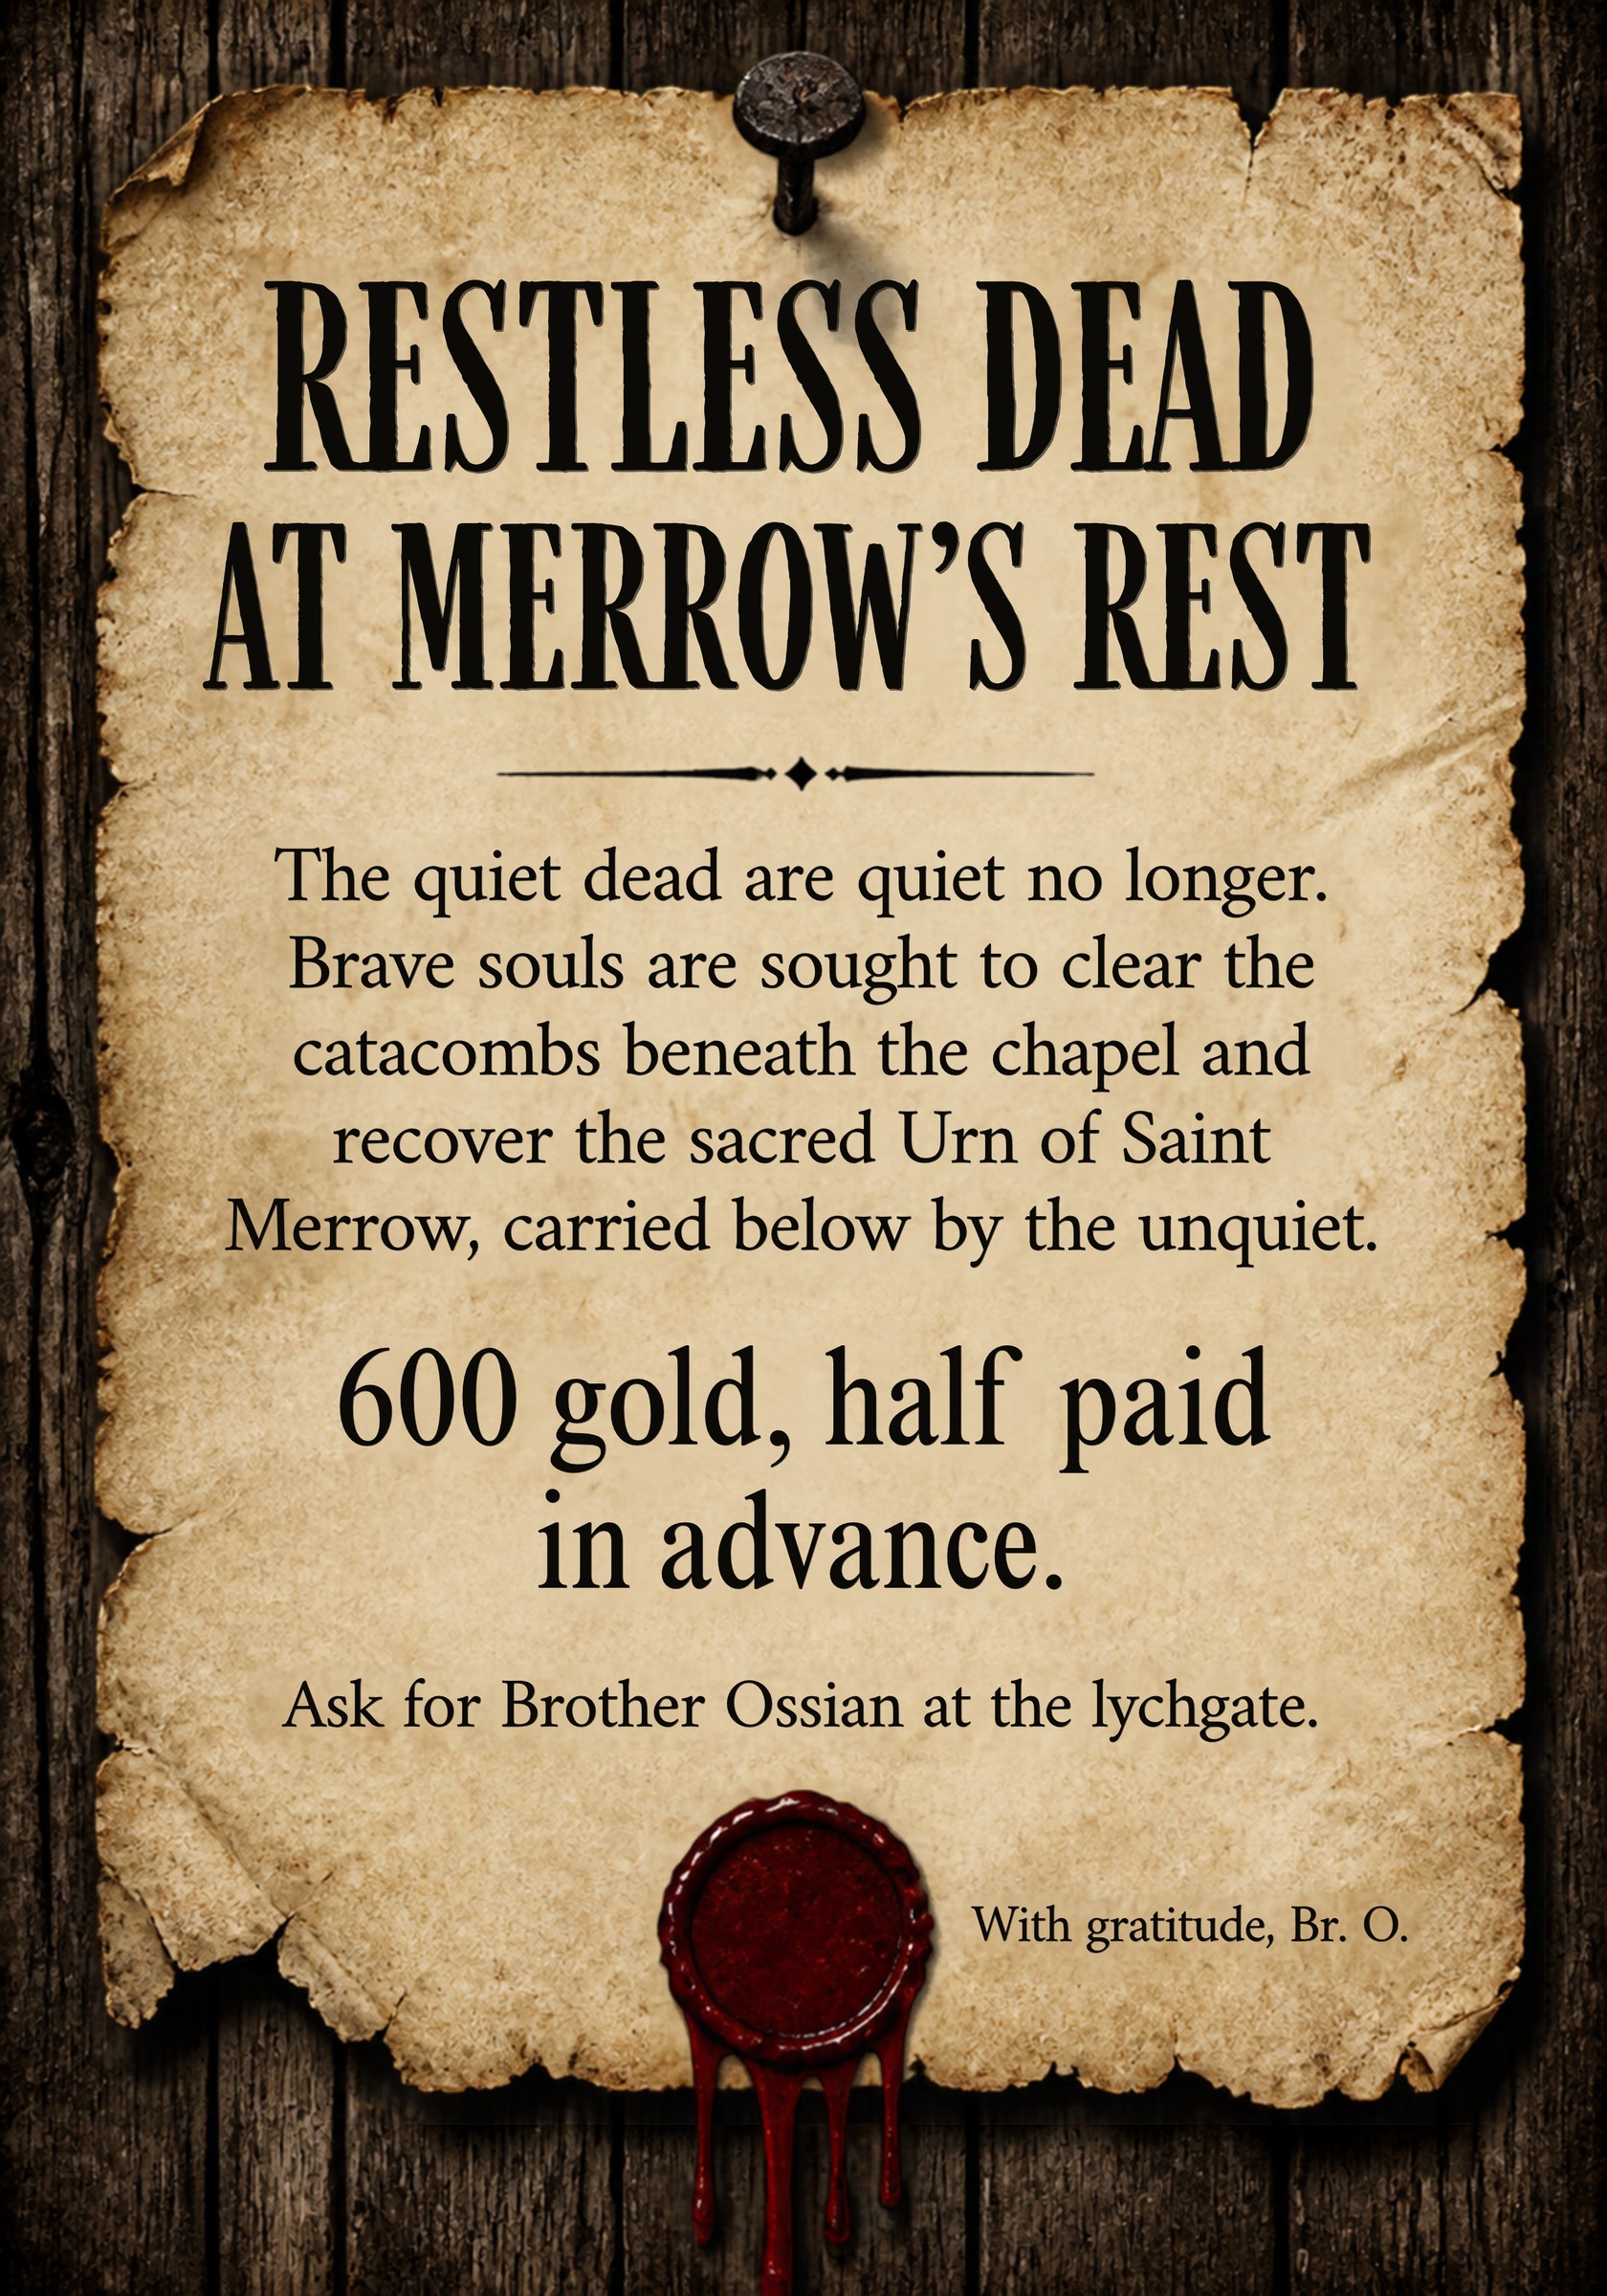 RESTLESS DEAD
AT MERROW’S REST
The quiet dead are quiet no longer.
Brave souls are sought to clear the
catacombs beneath the chapel and
recover the sacred Urn of Saint
Merrow, carried below by the unquiet.
600 gold, half paid
in advance.
Ask for Brother Ossian at the lychgate.
With gratitude, Br. O.